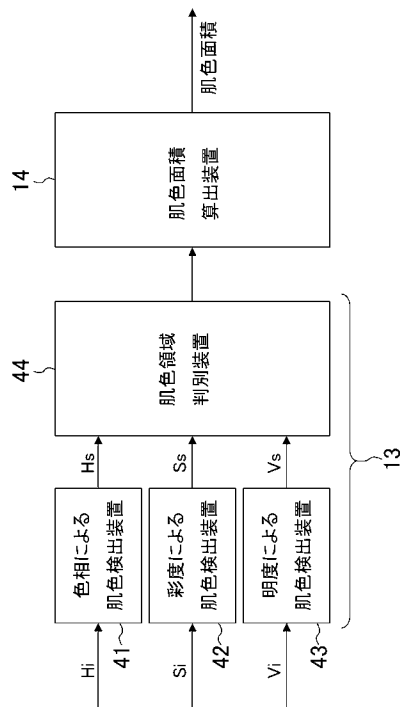 Hi
41
色相による
肌色検出装置
Hs
Si
42
彩度による
肌色検出装置
Ss
Vi
43
明度による
肌色検出装置
Vs
13
44
肌色領域
判別装置
14
肌色面積
算出装置
肌色面積